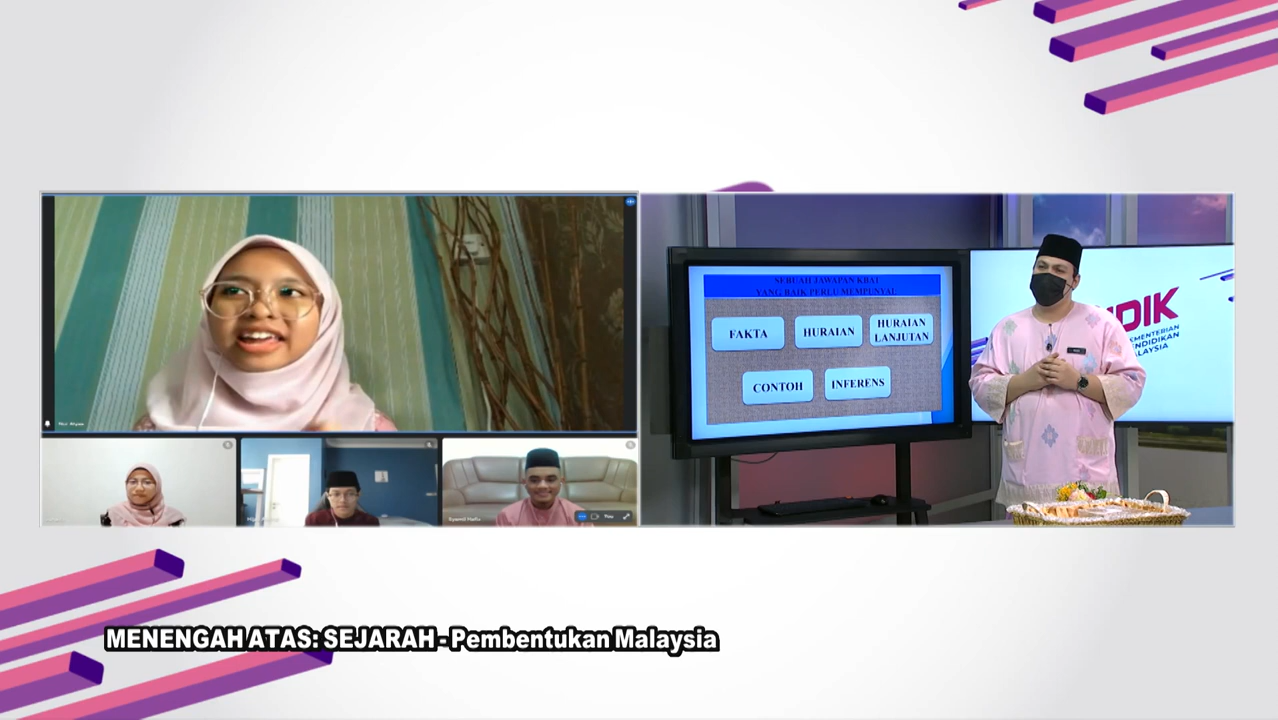 SEBUAH JAWAPAN KBAT
YANG BAIK PERLU MEMPUNYAI
FAKTA
HURAIAN
HURAIAN
LANJUTAN
CONTOH
INFERENS
DIK
KEMENTERIAN
PENDIDIKAN
MALAYSIA
MENENGAH ATAS: SEJARAH - Pembentukan Malaysia